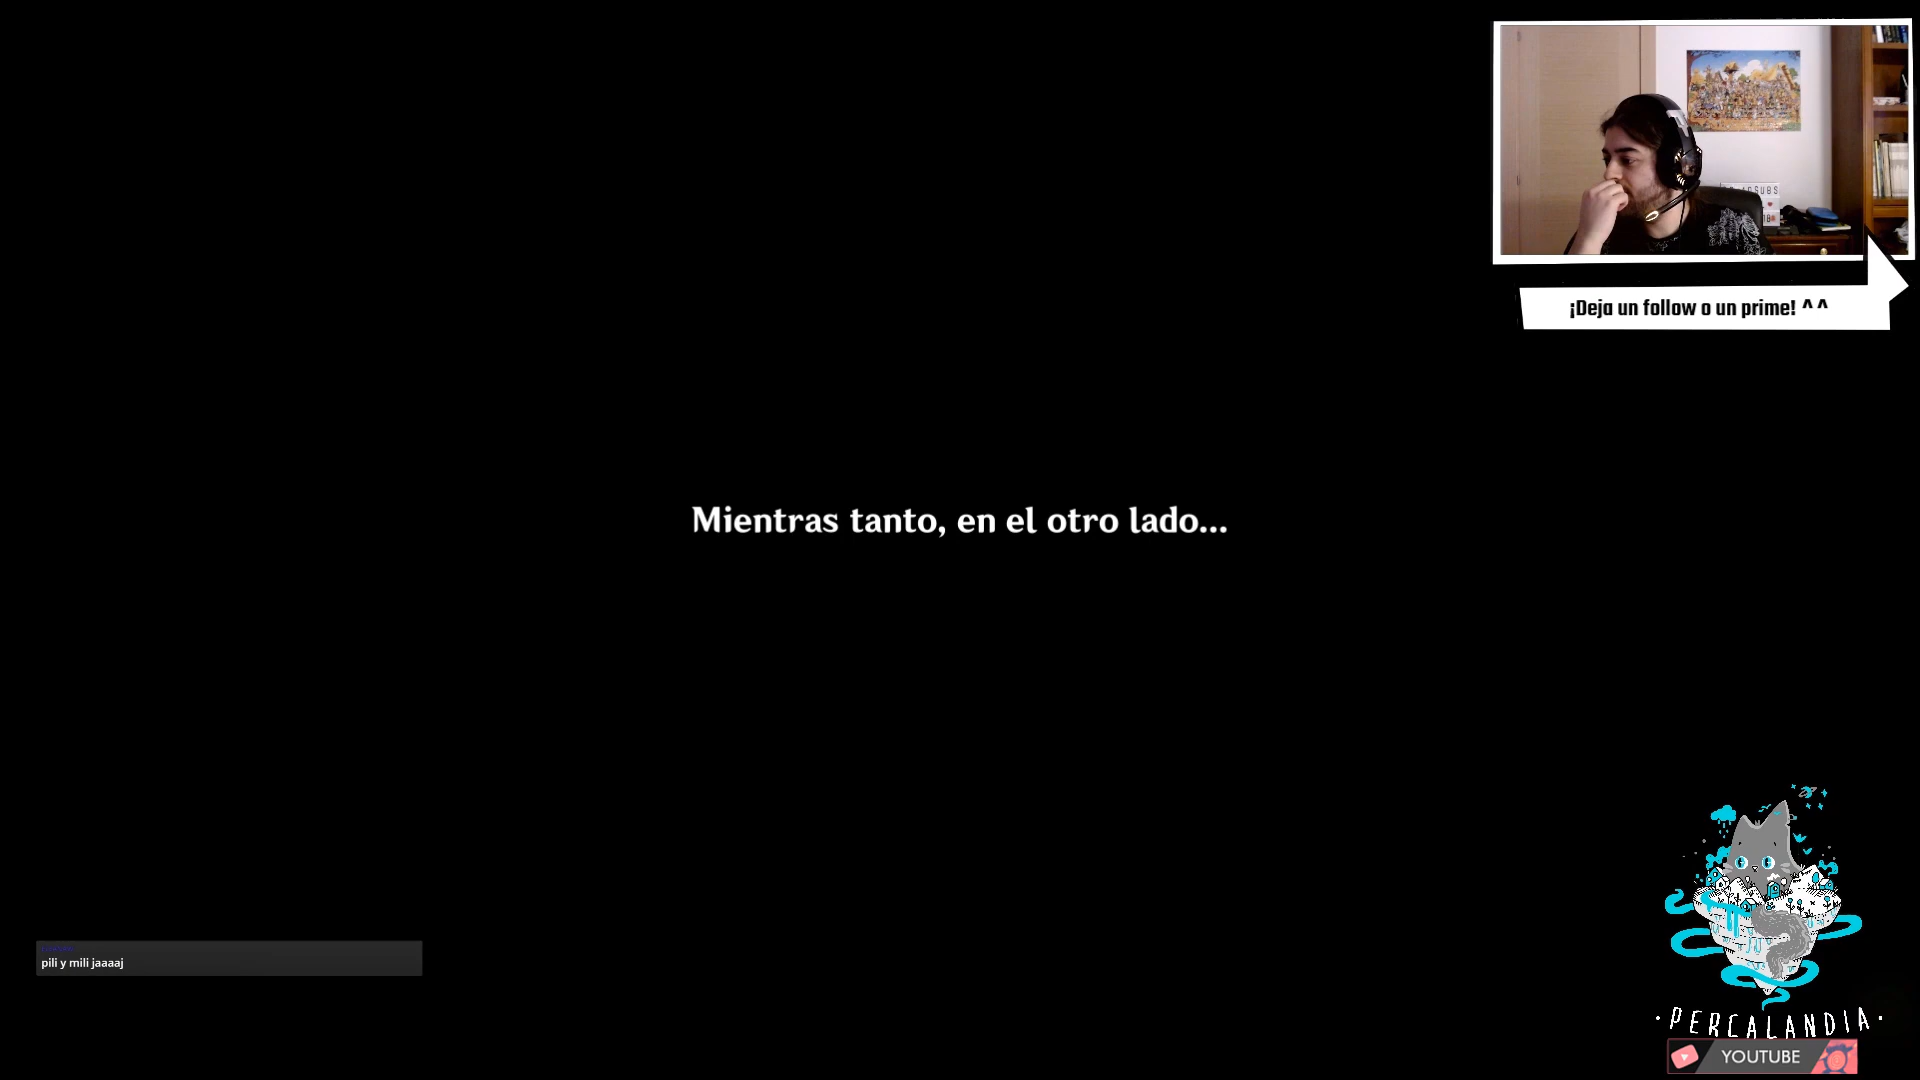 ¡Deja un follow o un prime! ^^
Mientras tanto, en el otro lado...
pili y mili jaaaaj
·PERCALANDIA·
YOUTUBE